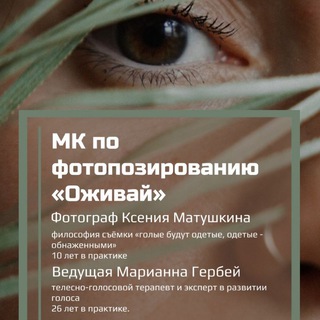 МК по
фотопозированию
«Оживай»
Фотограф Ксения Матушкина
философия съёмки «голые будут одетые, одетые -
обнаженными»
10 лет в практике
Ведущая Марианна Гербей
телесно-голосовой терапевт и эксперт в развитии
голоса
26 лет в практике.